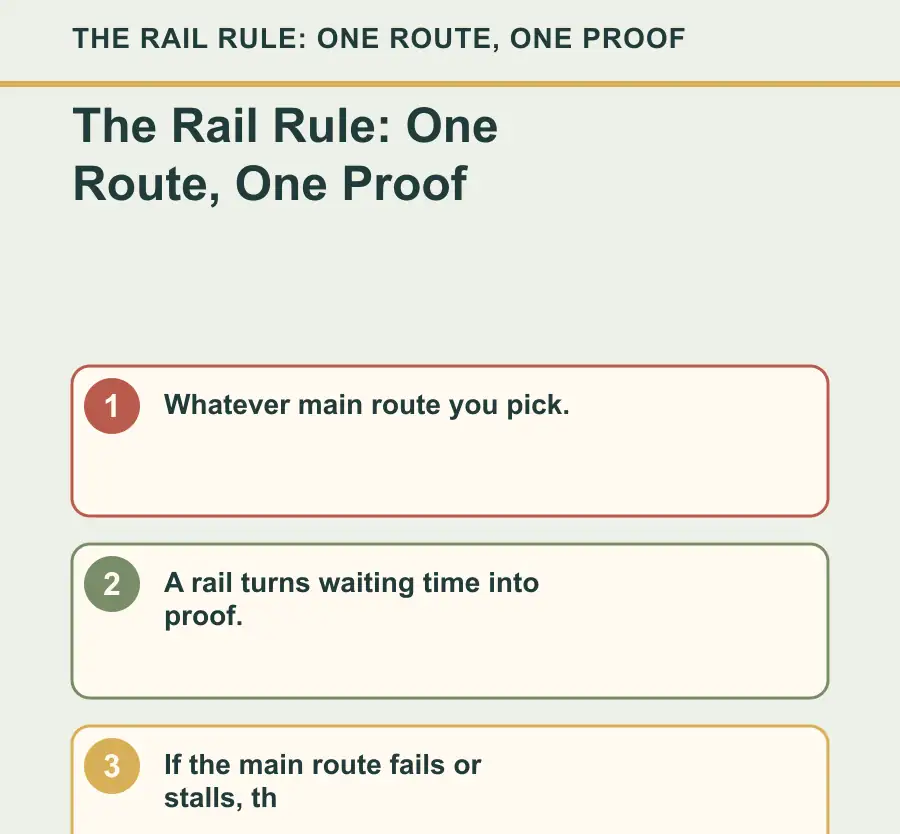 THE RAIL RULE: ONE ROUTE, ONE PROOF
The Rail Rule: One
Route, One Proof
1
Whatever main route you pick.
2
A rail turns waiting time into
proof.
3
If the main route fails or
stalls, th